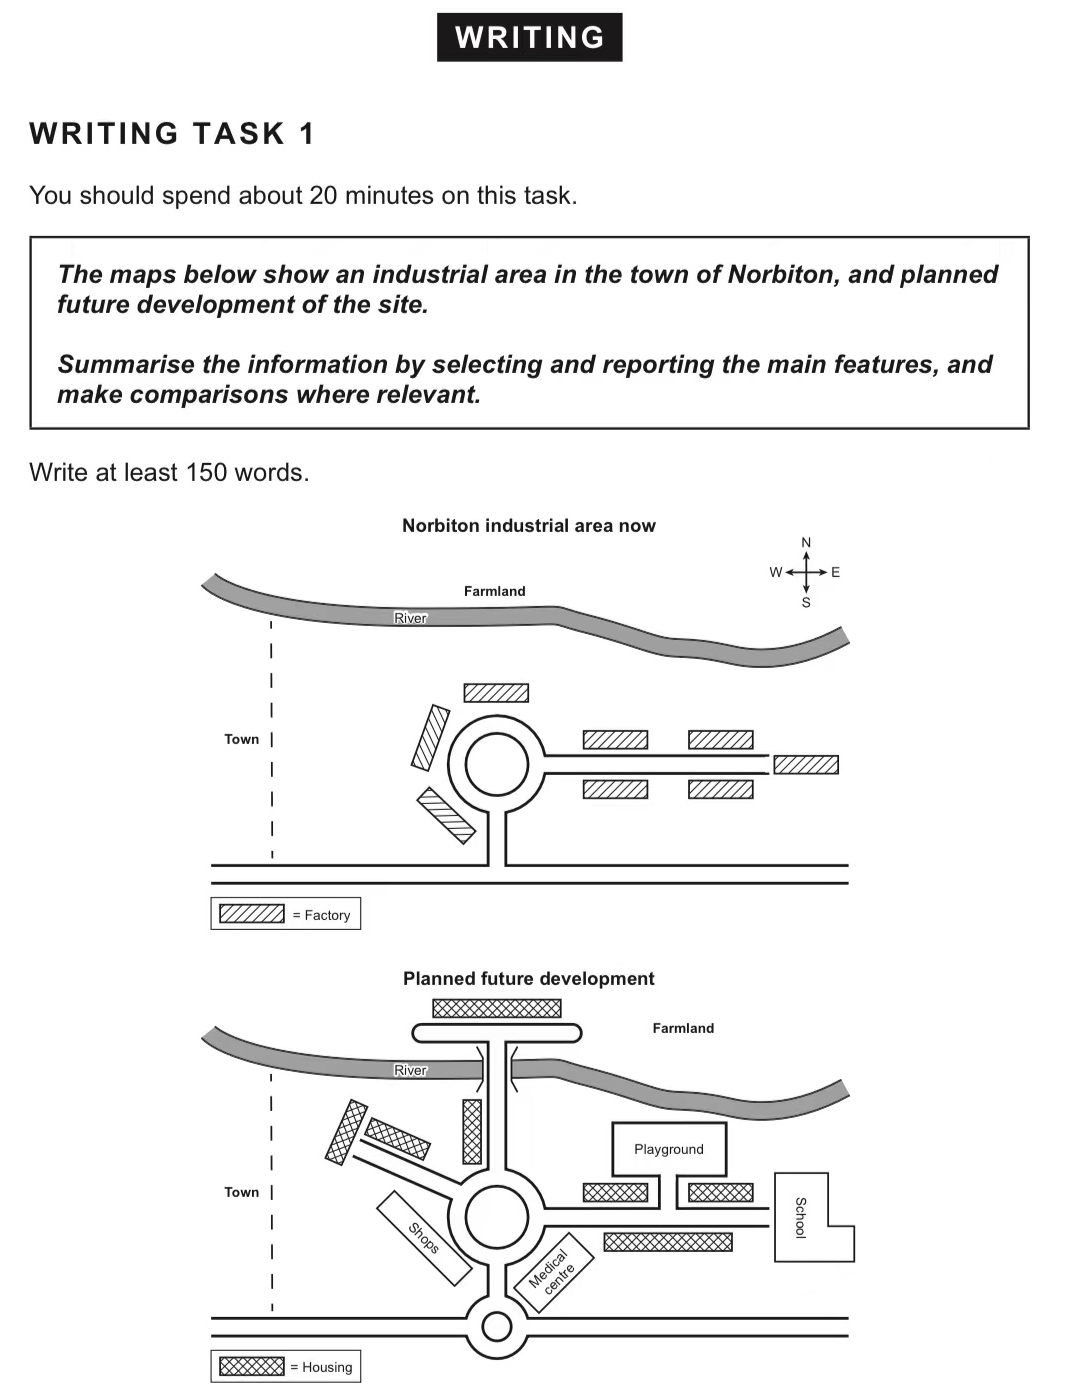 WRITING
WRITING TASK 1
You should spend about 20 minutes on this task.
The maps below show an industrial area in the town of Norbiton, and planned
future development of the site.
Summarise the information by selecting and reporting the main features, and
make comparisons where relevant.
Write at least 150 words.
Norbiton industrial area now
N
W E
S
Farmland
River
Town
= Factory
Planned future development
Farmland
River
Playground
Town
School
Shops
Medical
centre
= Housing